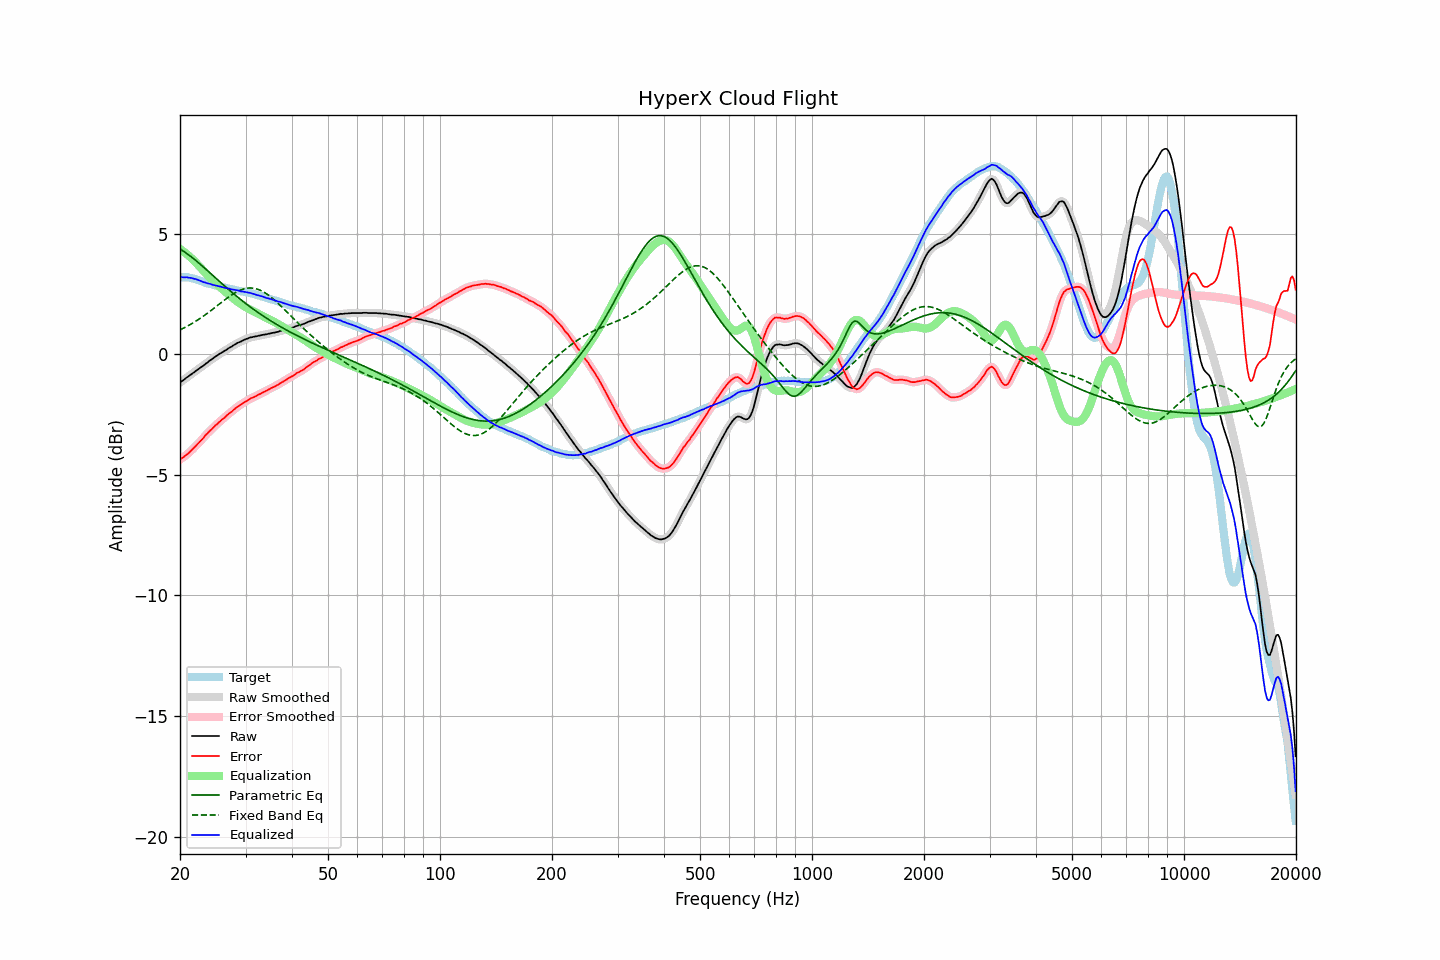 HyperX Cloud Flight
Amplitude (dBr)
5
0
−5
−10
−15
−20
Target
Raw Smoothed
Error Smoothed
Raw
Error
Equalization
Parametric Eq
Fixed Band Eq
Equalized
20 50 100 200 500 1000 2000 5000 10000 20000
Frequency (Hz)